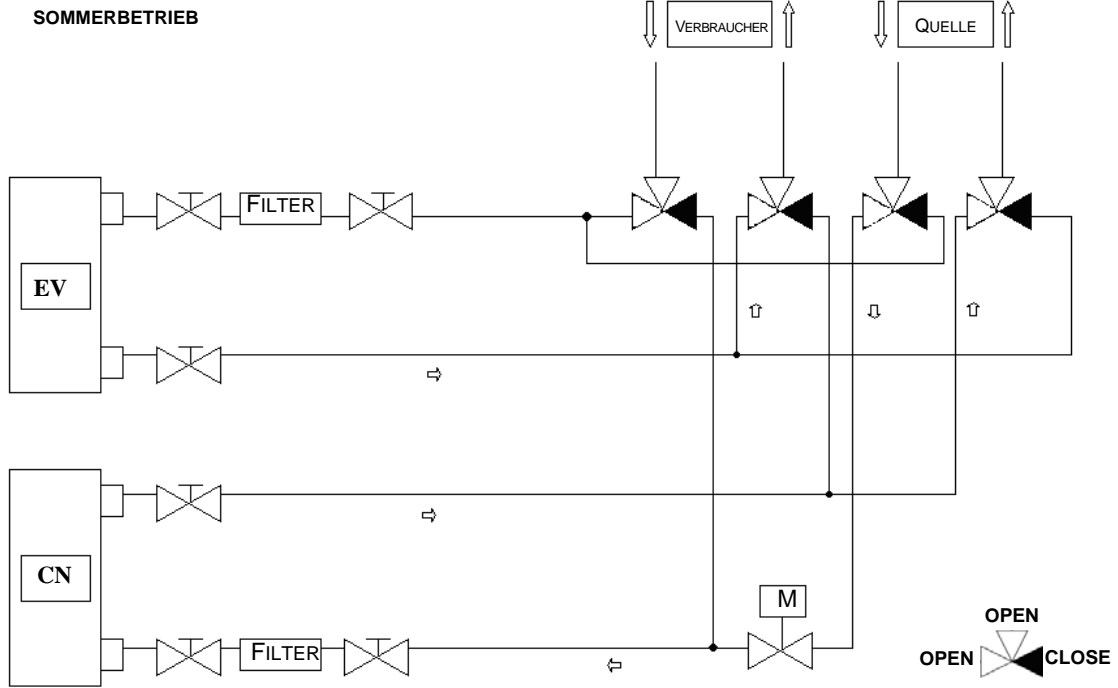 SOMMERBETRIEB
VERBRAUCHER
QUELLE
FILTER
EV
CN
M
FILTER
OPEN
OPEN CLOSE